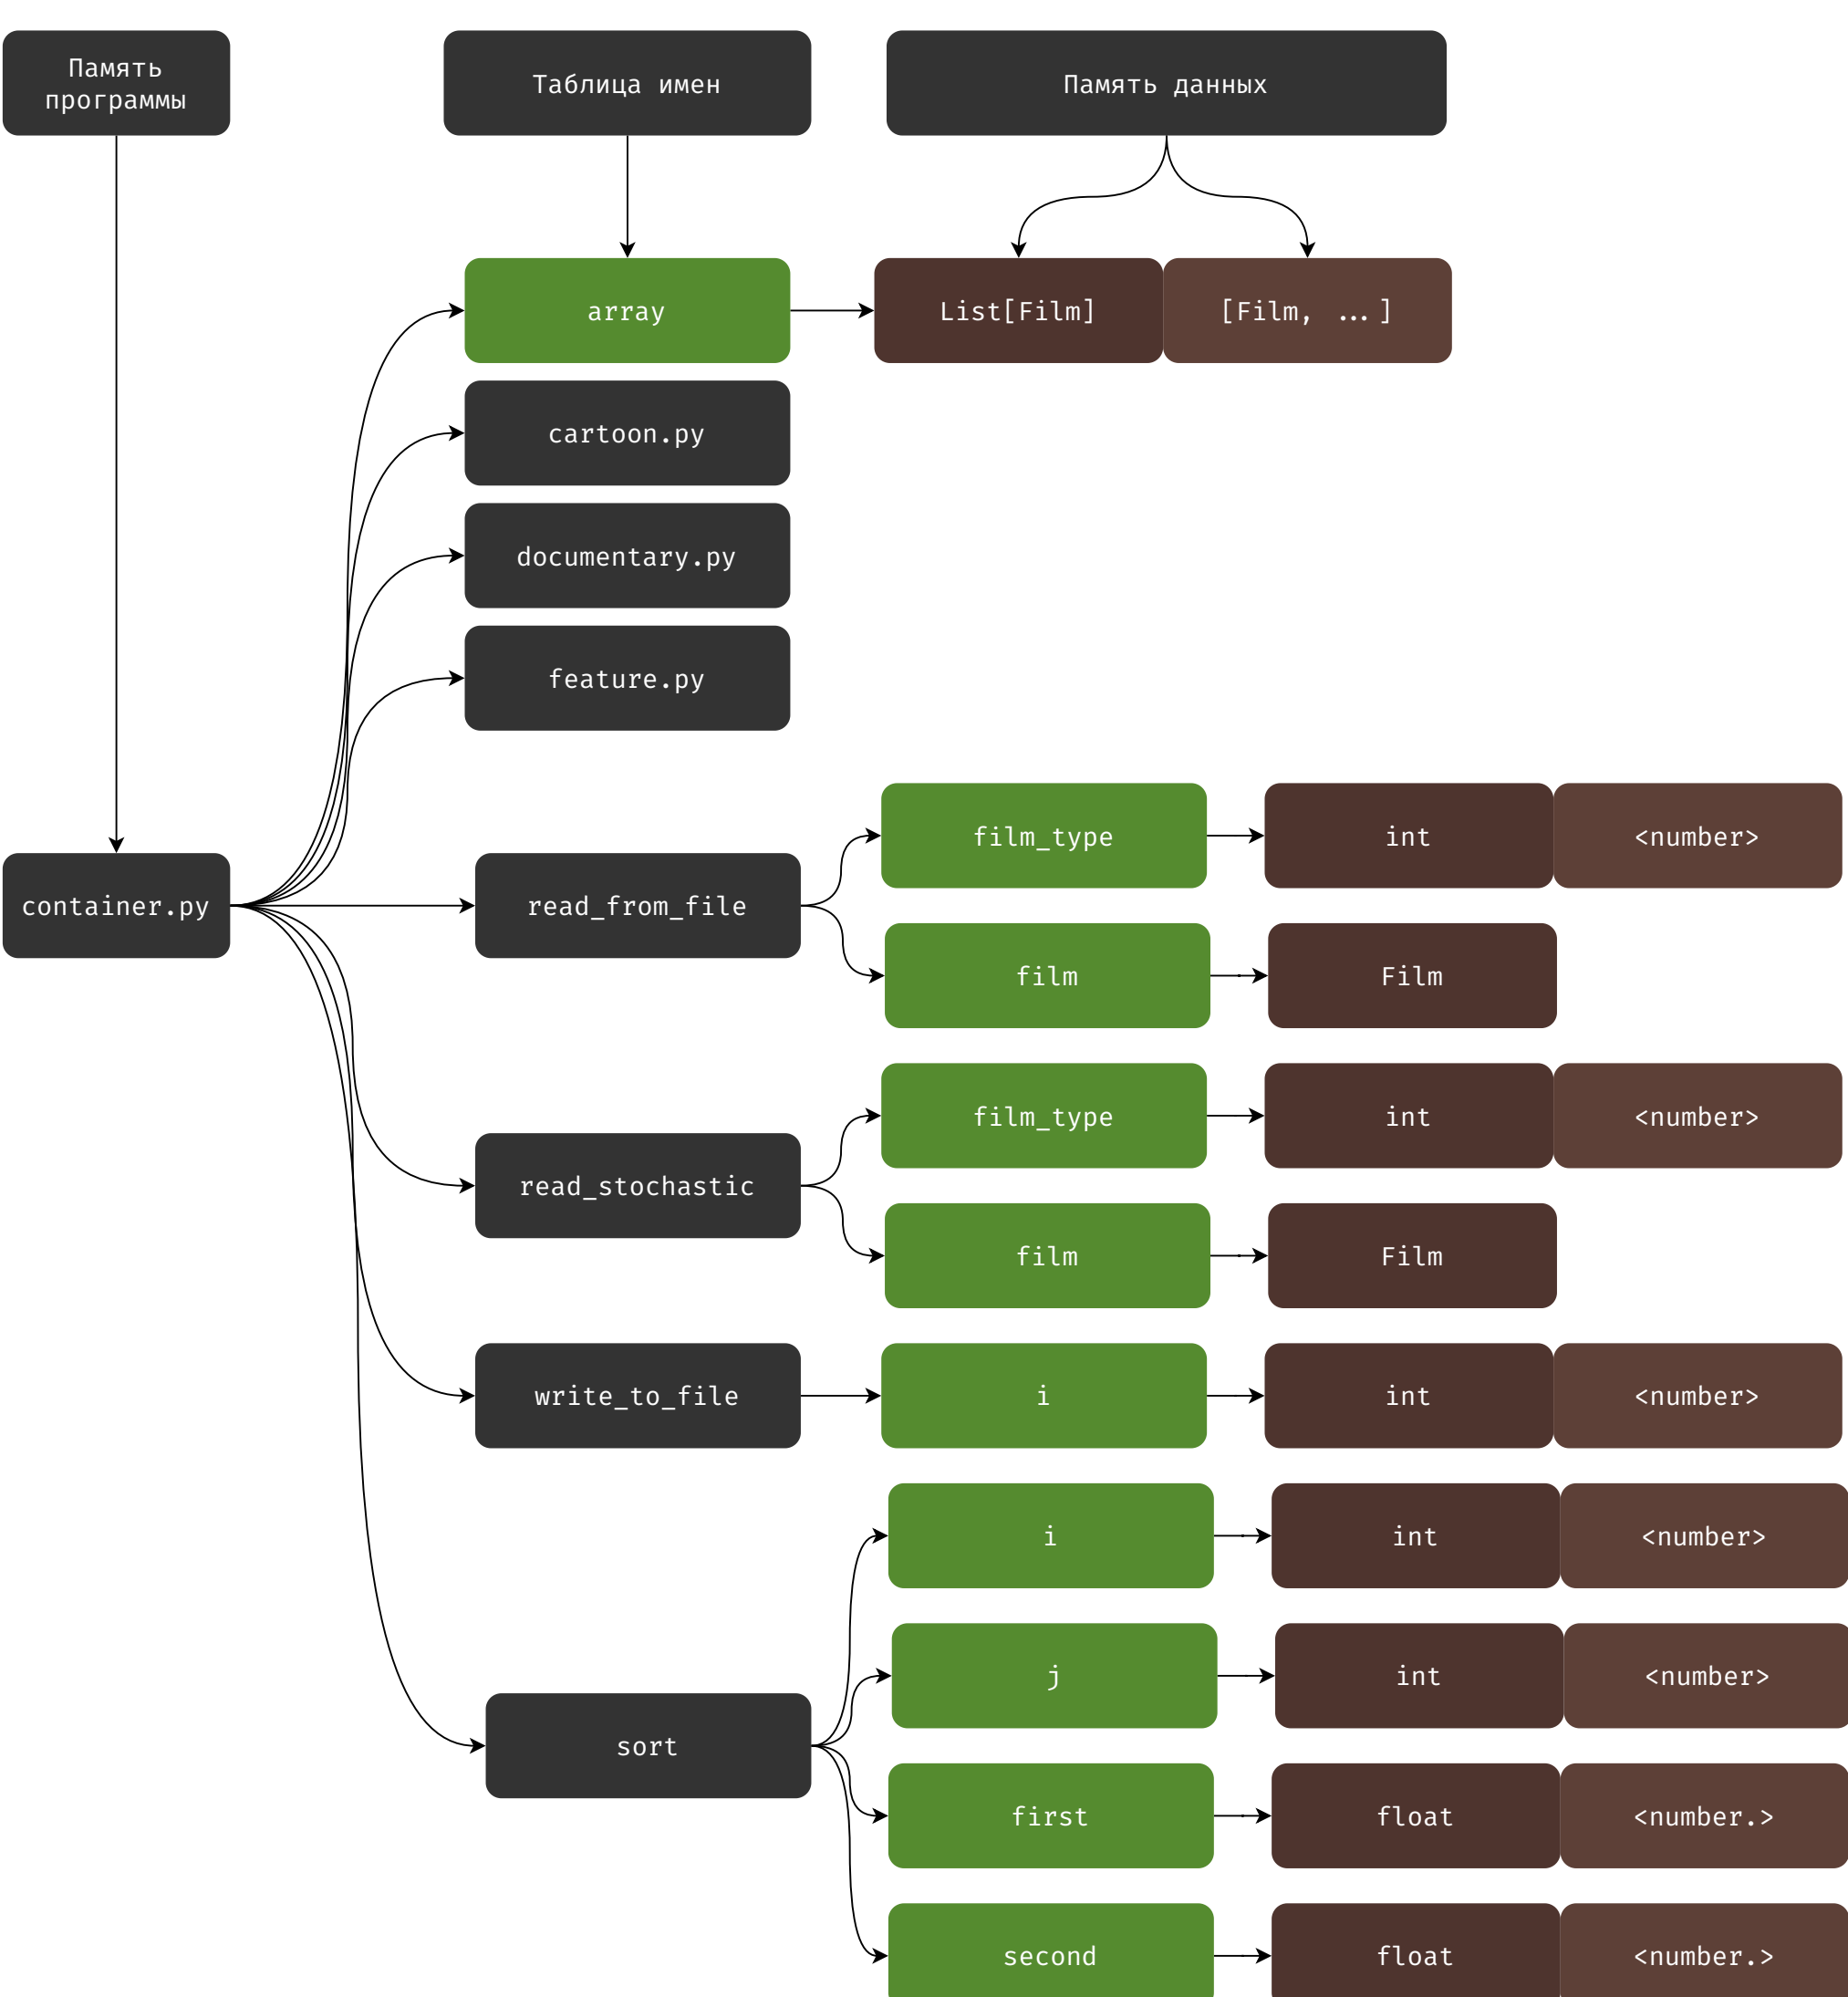 Память
программы
Таблица имен
Память данных
array
List[Film]
[Film, ...]
cartoon.py
documentary.py
feature.py
film_type
int
<number>
container.py
read_from_file
film
Film
film_type
int
<number>
read_stochastic
film
Film
write_to_file
i
int
<number>
i
int
<number>
j
int
<number>
sort
first
float
<number.>
second
float
<number.>